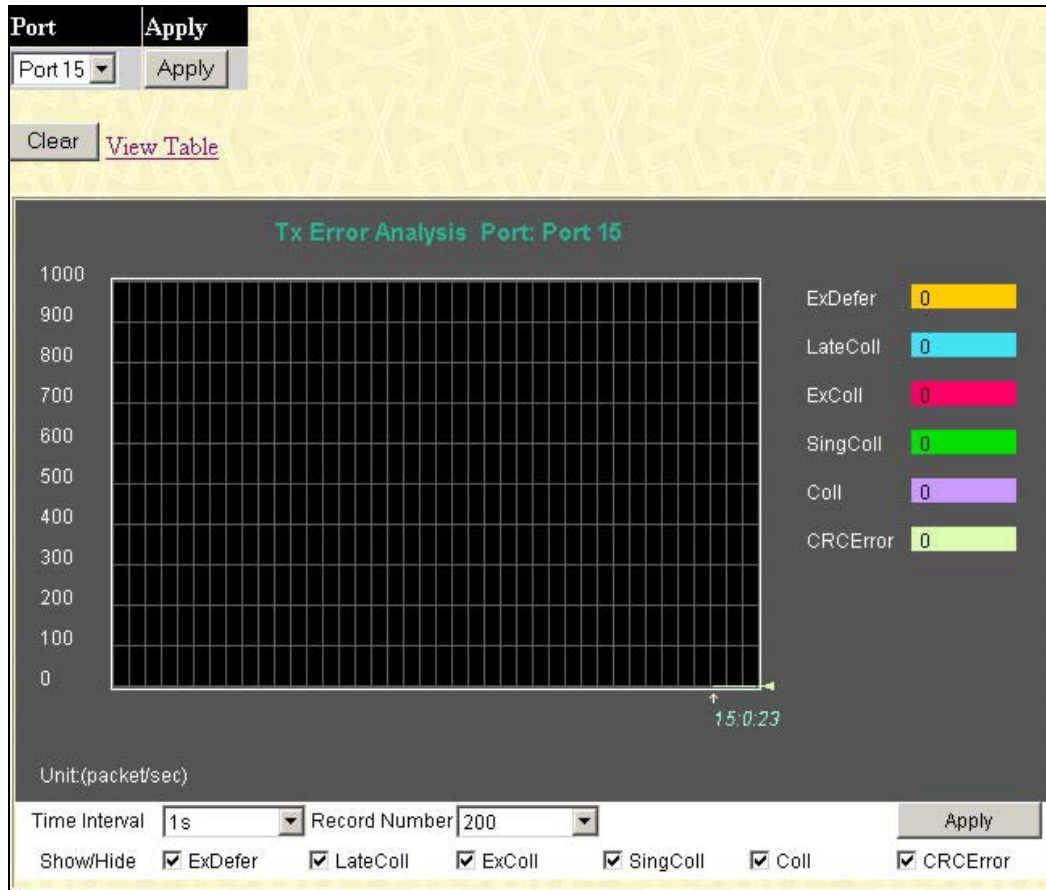 Port Apply
Port 15 Apply
Clear View Table
Tx Error Analysis Port: Port 15
1000
900
800
700
600
500
400
300
200
100
0
ExDefer 0
LateColl 0
ExColl 0
SingColl 0
Coll 0
CRCError 0
15:0:23
Unit:(packet/sec)
Time Interval 1s Record Number 200 Apply
Show/Hide ExDefer LateColl ExColl SingColl Coll CRCError